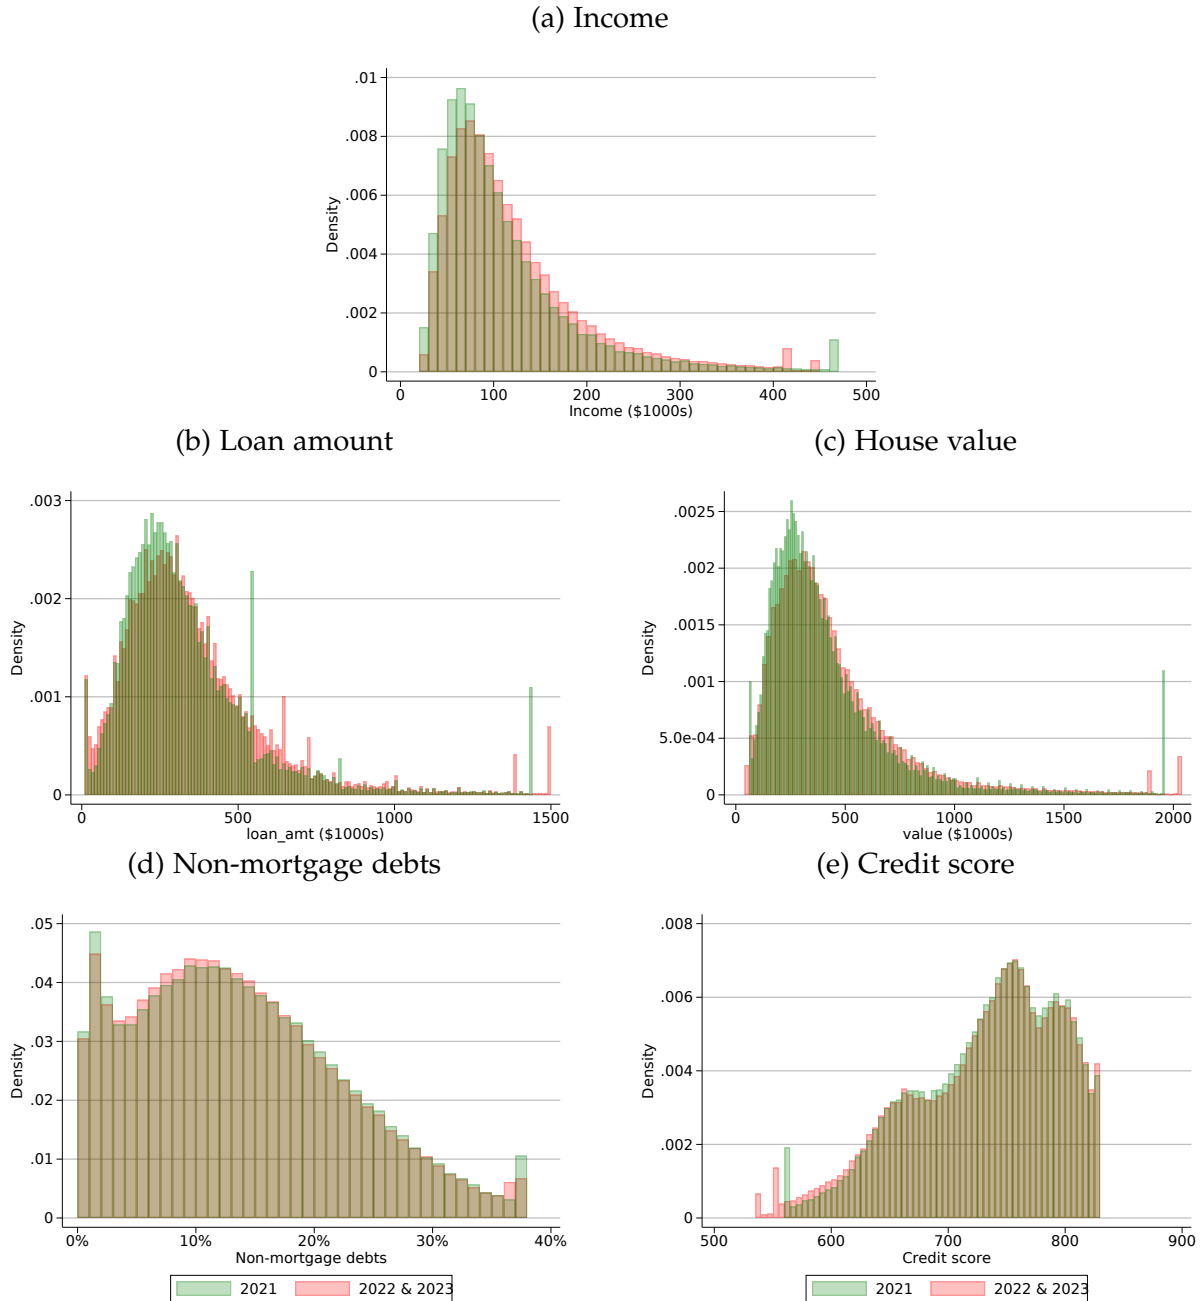 (a) Income
.01
.008
.006
.004
.002
0
Density
0 100 200 300 400 500
Income ($1000s)
(b) Loan amount
(c) House value
.003
.002
.001
0
Density
0 500 1000 1500
loan_amt ($1000s)
.0025
.002
.0015
.001
5.0e-04
0
Density
0 500 1000 1500 2000
value ($1000s)
(d) Non-mortgage debts
(e) Credit score
.05
.04
.03
.02
.01
0
Density
0% 10% 20% 30% 40%
Non-mortgage debts
2021 2022 & 2023
.008
.006
.004
.002
0
Density
500 600 700 800 900
Credit score
2021 2022 & 2023